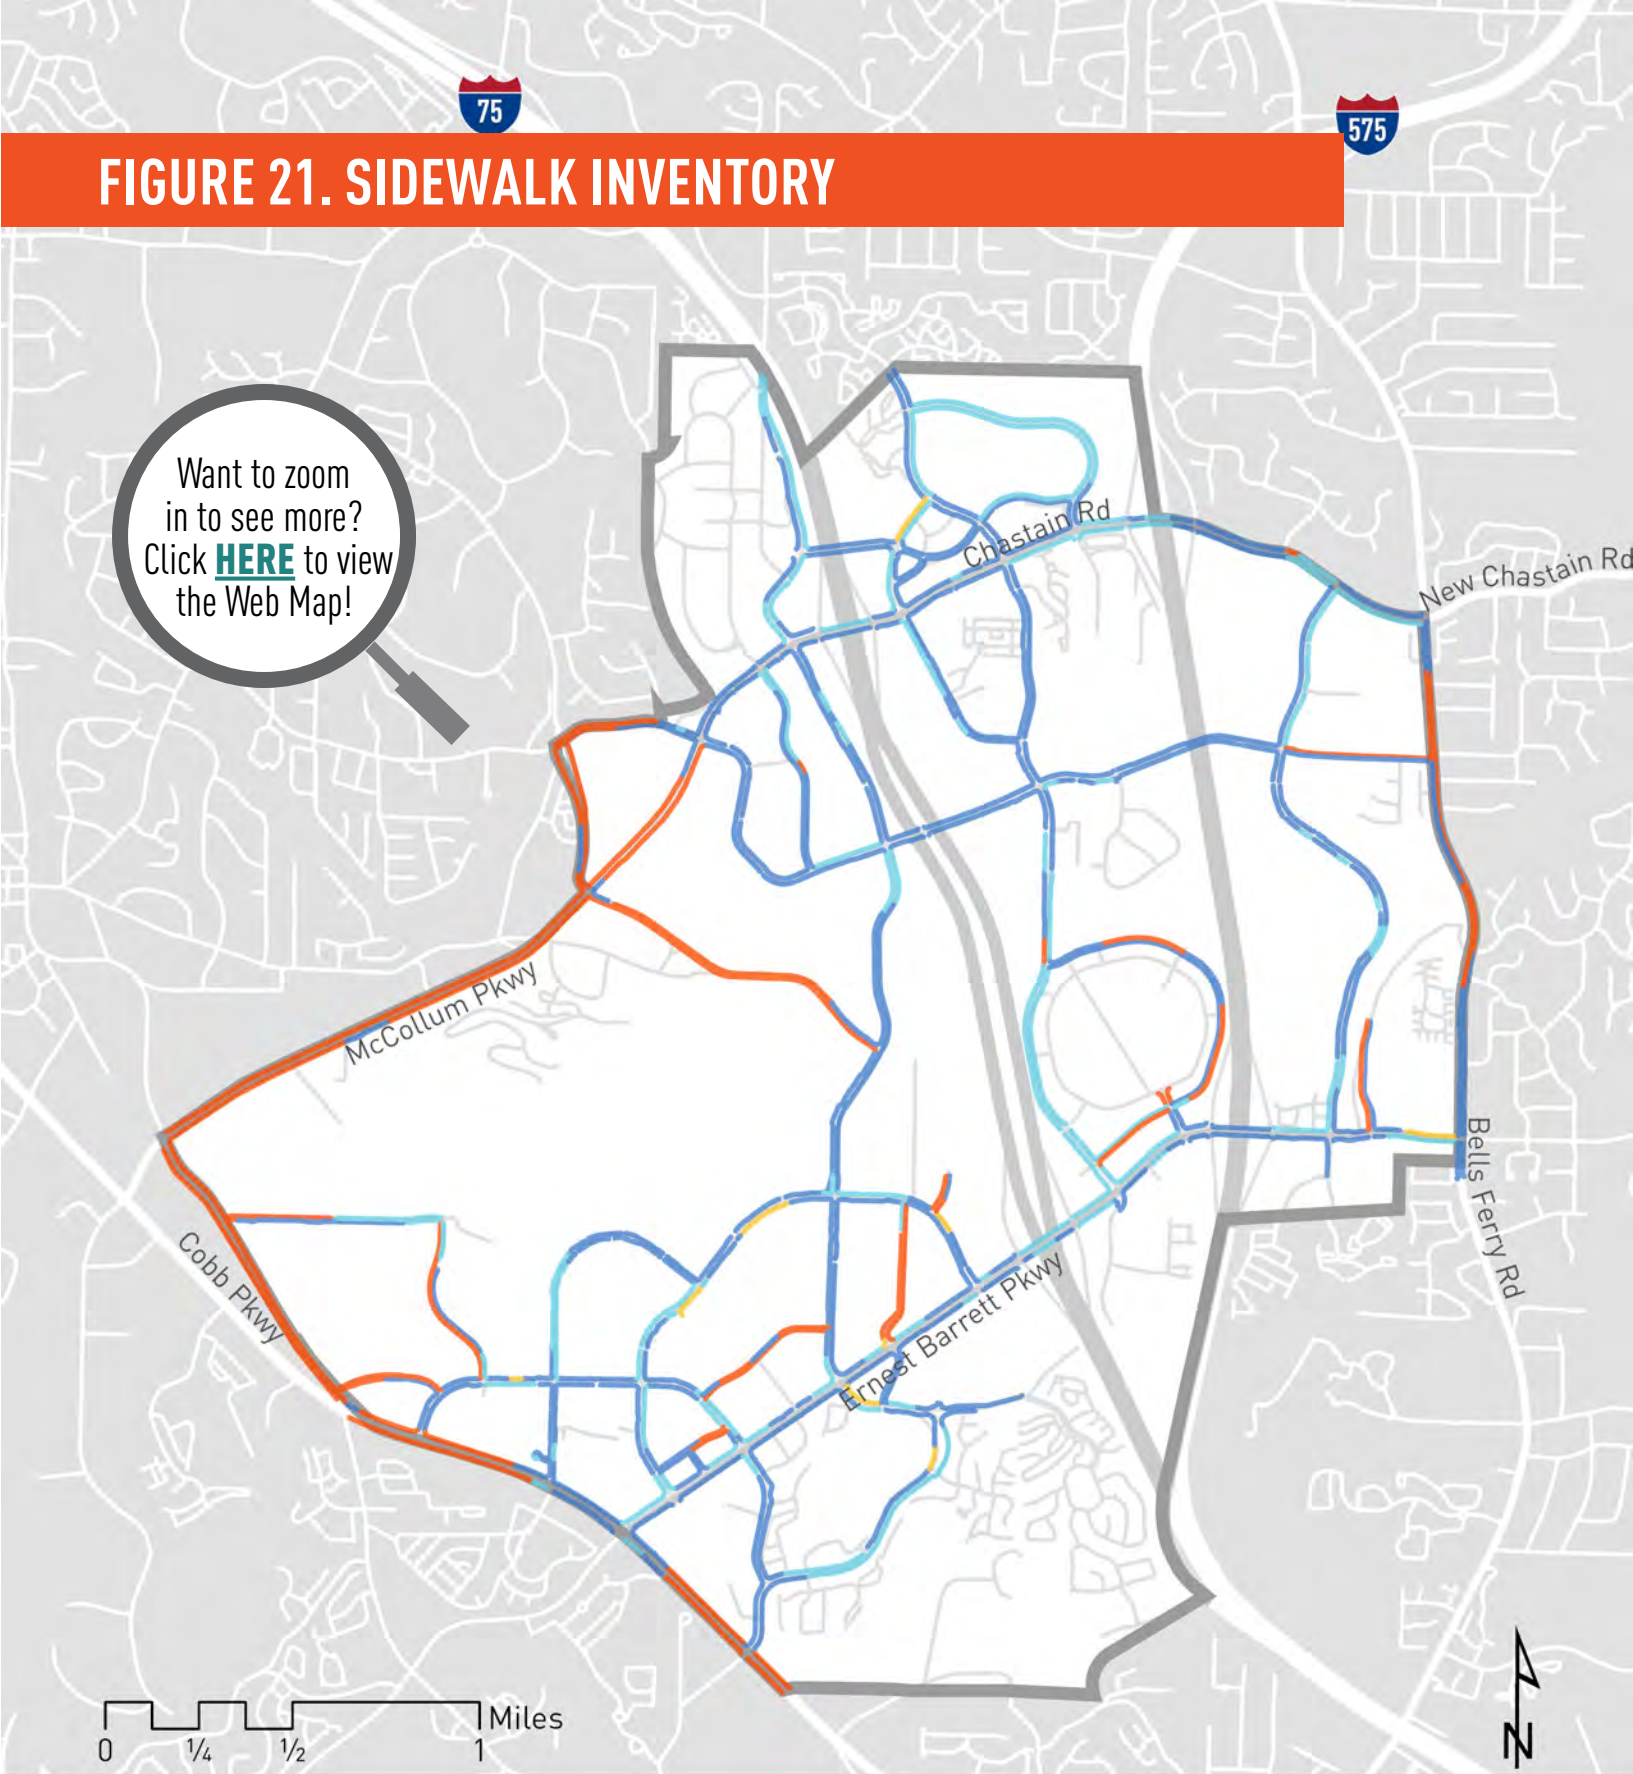 75
575
FIGURE 21. SIDEWALK INVENTORY
Want to zoom
in to see more?
Click HERE to view
the Web Map!
Chastain Rd
New Chastain Rd
McCollum Pkwy
Cobb Pkwy
Ernest Barrett Pkwy
Bells Ferry Rd
Miles
0 1/4 1/2 1
N